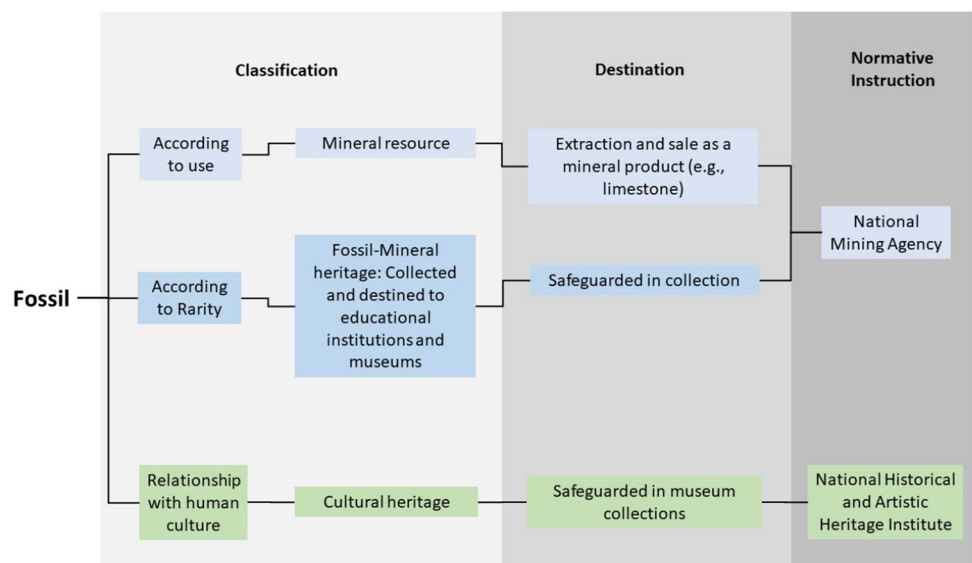 Classification
Destination
Normative
Instruction
Fossil
According
to use
Mineral resource
Extraction and sale as a
mineral product (e.g.,
limestone)
National
Mining Agency
According
to Rarity
Fossil-Mineral
heritage: Collected
and destined to
educational
institutions and
museums
Safeguarded in collection
Relationship
with human
culture
Cultural heritage
Safeguarded in museum
collections
National Historical
and Artistic
Heritage Institute